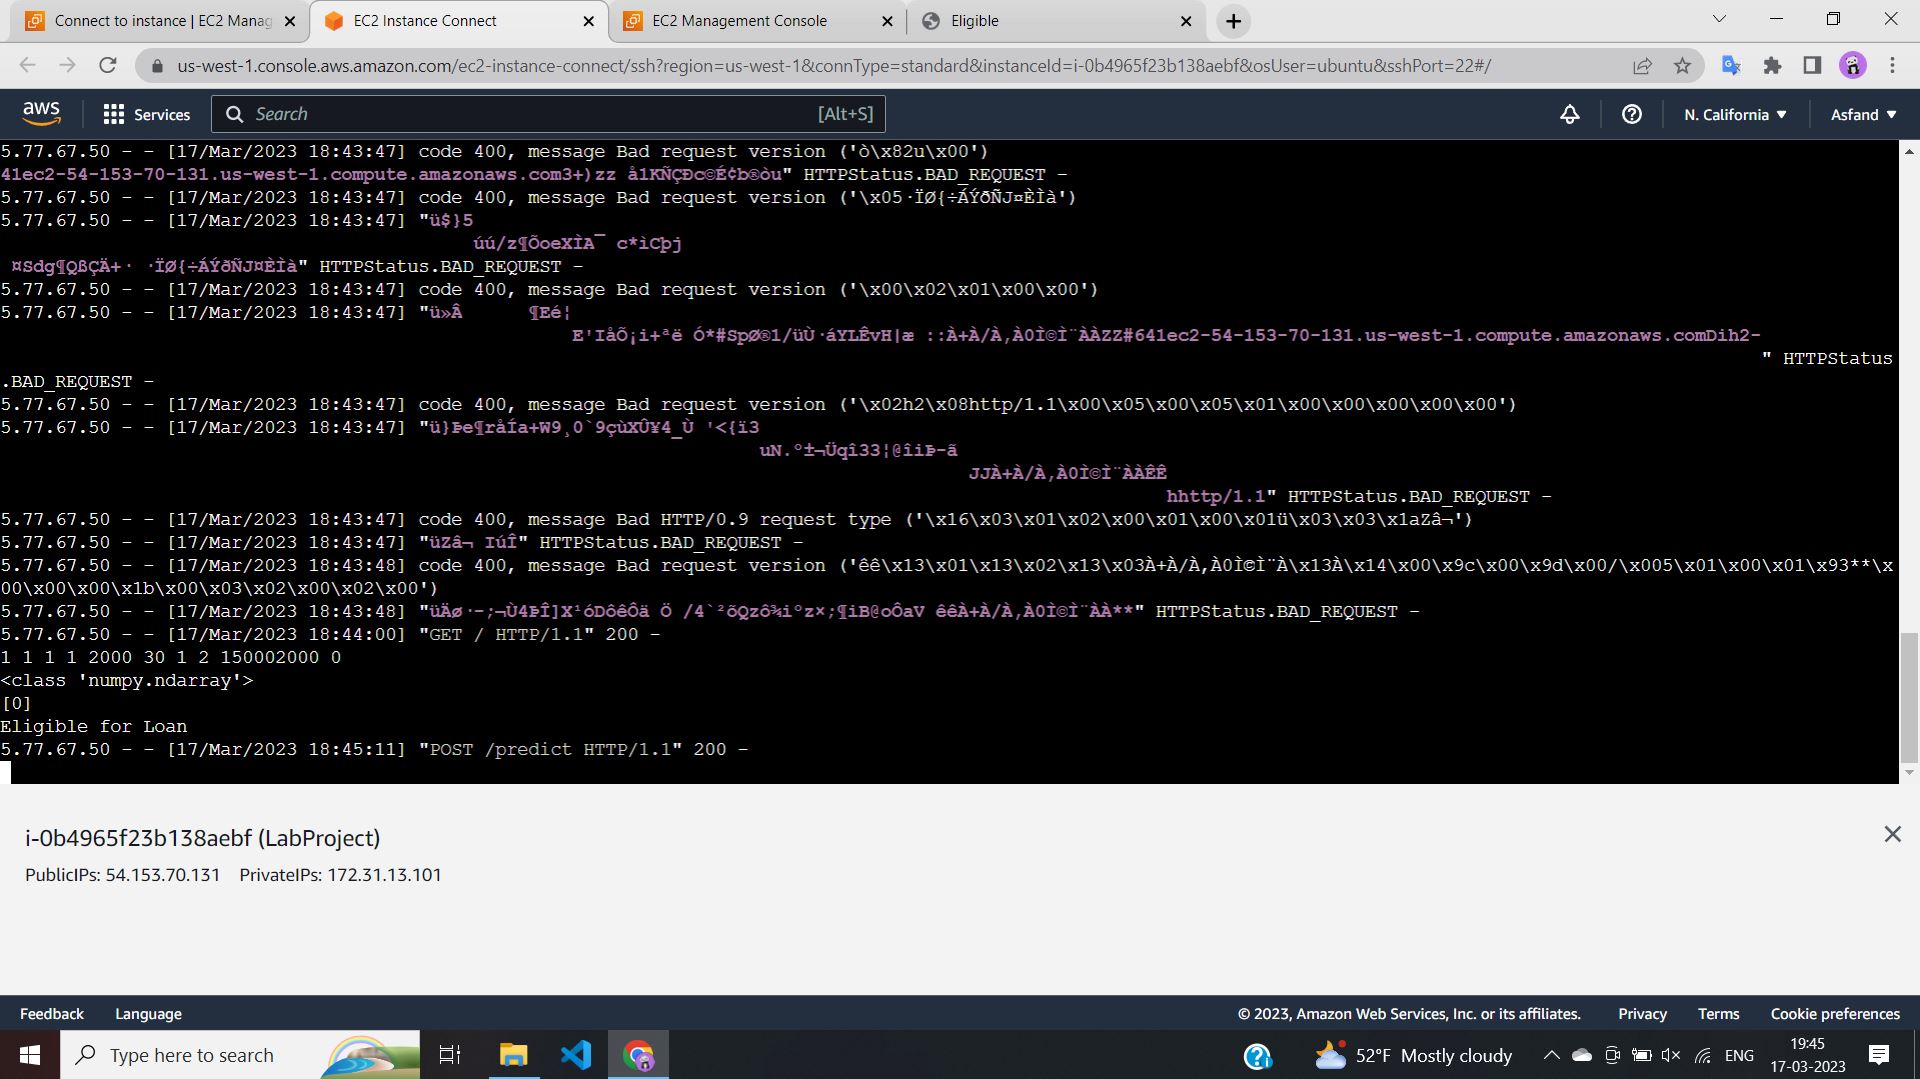 Connect to instance | EC2 Manag
EC2 Instance Connect
EC2 Management Console
Eligible
us-west-1.console.aws.amazon.com/ec2-instance-connect/ssh?region=us-west-1&connType=standard&instanceId=i-0b4965f23b138aebf&osUser=ubuntu&sshPort=22#/
aws
Services
Search
[Alt+S]
N. California
Asfand
5.77.67.50 - - [17/Mar/2023 18:43:47] code 400, message Bad request version ('ò\x82u\x00')
41ec2-54-153-70-131.us-west-1.compute.amazonaws.com3+)zz å1KÑÇÐc©É¢b®òu" HTTPStatus.BAD_REQUEST -
5.77.67.50 - - [17/Mar/2023 18:43:47] code 400, message Bad request version ('\x05·ÏØ{÷ÁÝðÑJ¤ÈÌà')
5.77.67.50 - - [17/Mar/2023 18:43:47] "ü$}5
úú/z¶ÕoeXÌA¯ c*ìCþj
¤Sdg¶QßÇÄ+· ·ÏØ{÷ÁÝðÑJ¤ÈÌà" HTTPStatus.BAD_REQUEST -
5.77.67.50 - - [17/Mar/2023 18:43:47] code 400, message Bad request version ('\x00\x02\x01\x00\x00')
5.77.67.50 - - [17/Mar/2023 18:43:47] "ü»Â ¶Eé¦
E'IåÕ¡i+ªë Ó*#SpØ®1/üÙ·áYLÊvH|æ ::À+À/À,À0Ì©Ì¨ÀÀZZ#641ec2-54-153-70-131.us-west-1.compute.amazonaws.comDih2-
" HTTPStatus
.BAD_REQUEST -
5.77.67.50 - - [17/Mar/2023 18:43:47] code 400, message Bad request version ('\x02h2\x08http/1.1\x00\x05\x00\x05\x01\x00\x00\x00\x00\x00')
5.77.67.50 - - [17/Mar/2023 18:43:47] "ü}Þe¶råÍa+W9¸0`9çùXÛ¥4_Ù '<{ï3
uN.º±¬Üqî33¦@îiÞ-ã
JJÀ+À/À,À0Ì©Ì¨ÀÀÊÊ
hhttp/1.1" HTTPStatus.BAD_REQUEST -
5.77.67.50 - - [17/Mar/2023 18:43:47] code 400, message Bad HTTP/0.9 request type ('\x16\x03\x01\x02\x00\x01\x00\x01ü\x03\x03\x1aZâ¬')
5.77.67.50 - - [17/Mar/2023 18:43:47] "üZâ¬ IúÎ" HTTPStatus.BAD_REQUEST -
5.77.67.50 - - [17/Mar/2023 18:43:48] code 400, message Bad request version ('êê\x13\x01\x13\x02\x13\x03À+À/À,À0Ì©Ì¨À\x13À\x14\x00\x9c\x00\x9d\x00/\x005\x01\x00\x01\x93**\x
00\x00\x00\x1b\x00\x03\x02\x00\x02\x00')
5.77.67.50 - - [17/Mar/2023 18:43:48] "üÄø·-;¬Ù4ÞÎ]X¹óDôêÔä Ö /4`²õQzô¾iºz×;¶iB@oÔaV êêÀ+À/À,À0Ì©Ì¨ÀÀ**" HTTPStatus.BAD_REQUEST -
5.77.67.50 - - [17/Mar/2023 18:44:00] "GET / HTTP/1.1" 200 -
1 1 1 1 2000 30 1 2 150002000 0
<class 'numpy.ndarray'>
[0]
Eligible for Loan
5.77.67.50 - - [17/Mar/2023 18:45:11] "POST /predict HTTP/1.1" 200 -
i-0b4965f23b138aebf (LabProject)
PublicIPs: 54.153.70.131 PrivateIPs: 172.31.13.101
Feedback
Language
© 2023, Amazon Web Services, Inc. or its affiliates.
Privacy
Terms
Cookie preferences
Type here to search
52°F Mostly cloudy
ENG
19:45
17-03-2023